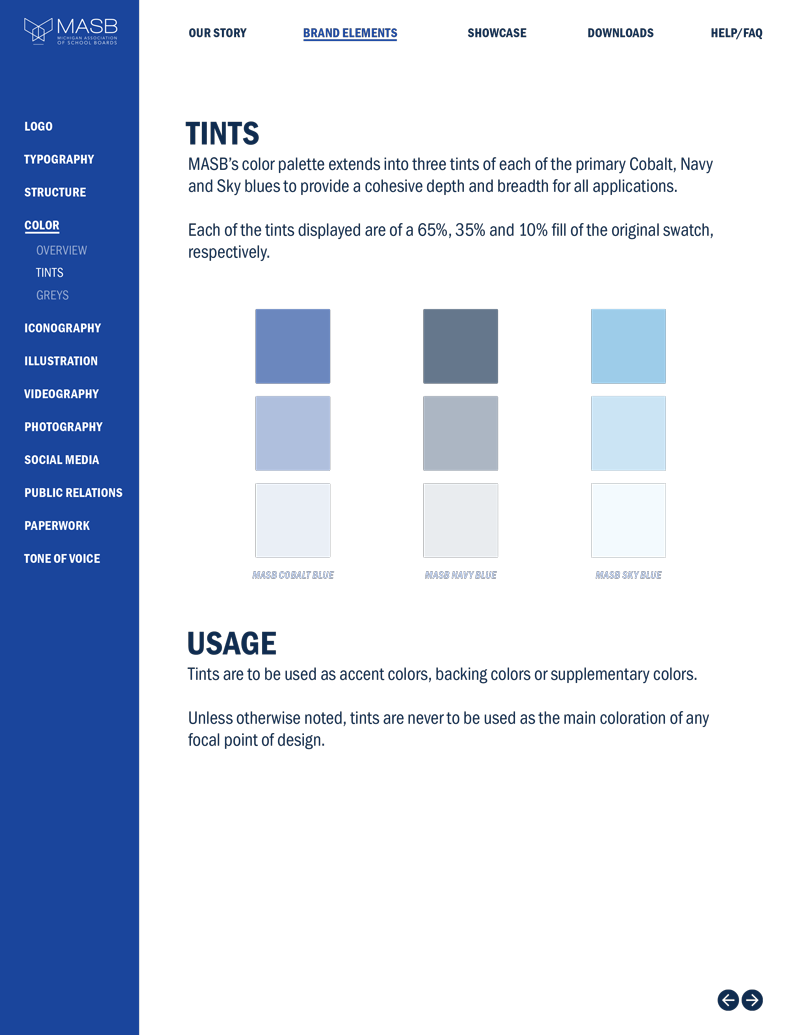 MASB
MICHIGAN ASSOCIATION
OF SCHOOL BOARDS
OUR STORY
BRAND ELEMENTS
SHOWCASE
DOWNLOADS
HELP/FAQ
LOGO
TYPOGRAPHY
STRUCTURE
COLOR
OVERVIEW
TINTS
GREYS
ICONOGRAPHY
ILLUSTRATION
VIDEOGRAPHY
PHOTOGRAPHY
SOCIAL MEDIA
PUBLIC RELATIONS
PAPERWORK
TONE OF VOICE
TINTS
MASB’s color palette extends into three tints of each of the primary Cobalt, Navy
and Sky blues to provide a cohesive depth and breadth for all applications.
Each of the tints displayed are of a 65%, 35% and 10% fill of the original swatch,
respectively.
MASB COBALT BLUE
MASB NAVY BLUE
MASB SKY BLUE
USAGE
Tints are to be used as accent colors, backing colors or supplementary colors.
Unless otherwise noted, tints are never to be used as the main coloration of any
focal point of design.